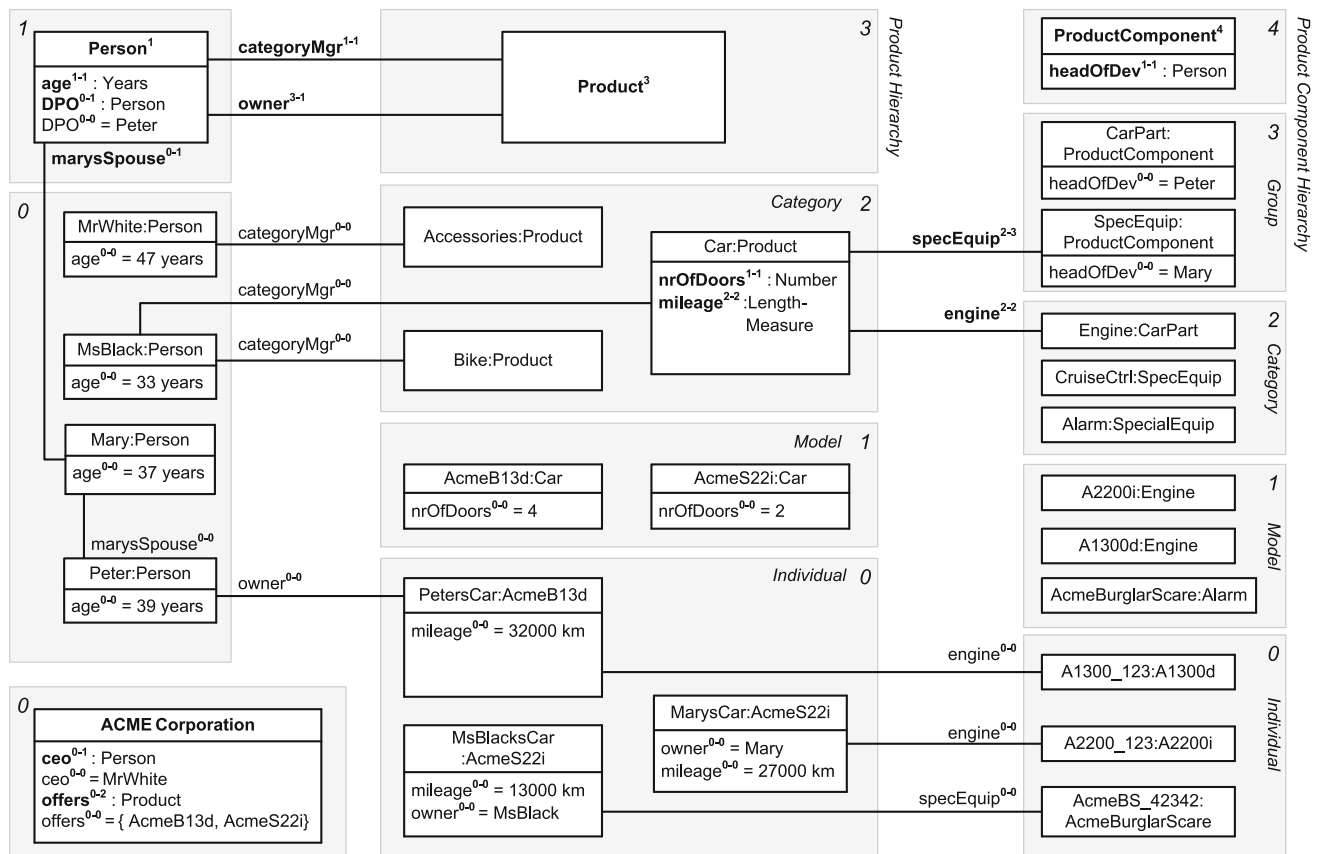 1
Person¹
age¹⁻¹ : Years
DPO⁰⁻¹ : Person
DPO⁰⁻⁰ = Peter
marysSpouse⁰⁻¹
categoryMgr¹⁻¹
owner³⁻¹
3
Product³
Product Hierarchy
4
ProductComponent⁴
headOfDev¹⁻¹ : Person
Product Component Hierarchy
3
Group
CarPart:
ProductComponent
headOfDev⁰⁻⁰ = Peter
SpecEquip:
ProductComponent
headOfDev⁰⁻⁰ = Mary
0
MrWhite:Person
age⁰⁻⁰ = 47 years
categoryMgr⁰⁻⁰
categoryMgr⁰⁻⁰
MsBlack:Person
age⁰⁻⁰ = 33 years
categoryMgr⁰⁻⁰
Mary:Person
age⁰⁻⁰ = 37 years
marysSpouse⁰⁻⁰
Peter:Person
age⁰⁻⁰ = 39 years
owner⁰⁻⁰
Category 2
Accessories:Product
Car:Product
nrOfDoors¹⁻¹ : Number
mileage²⁻² :Length-
Measure
Bike:Product
specEquip²⁻³
engine²⁻²
2
Category
Engine:CarPart
CruiseCtrl:SpecEquip
Alarm:SpecialEquip
Model 1
AcmeB13d:Car
nrOfDoors⁰⁻⁰ = 4
AcmeS22i:Car
nrOfDoors⁰⁻⁰ = 2
1
Model
A2200i:Engine
A1300d:Engine
AcmeBurglarScare:Alarm
Individual 0
PetersCar:AcmeB13d
mileage⁰⁻⁰ = 32000 km
MarysCar:AcmeS22i
owner⁰⁻⁰ = Mary
mileage⁰⁻⁰ = 27000 km
MsBlacksCar
:AcmeS22i
mileage⁰⁻⁰ = 13000 km
owner⁰⁻⁰ = MsBlack
engine⁰⁻⁰
engine⁰⁻⁰
specEquip⁰⁻⁰
0
Individual
A1300_123:A1300d
A2200_123:A2200i
AcmeBS_42342:
AcmeBurglarScare
0
ACME Corporation
ceo⁰⁻¹ : Person
ceo⁰⁻⁰ = MrWhite
offers⁰⁻² : Product
offers⁰⁻⁰ = { AcmeB13d, AcmeS22i}